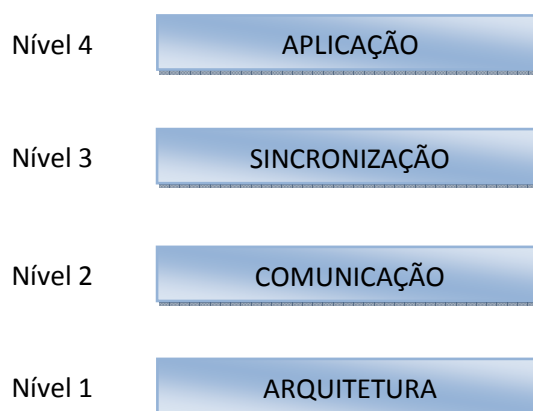 Nível 4 APLICAÇÃO
Nível 3 SINCRONIZAÇÃO
Nível 2 COMUNICAÇÃO
Nível 1 ARQUITETURA